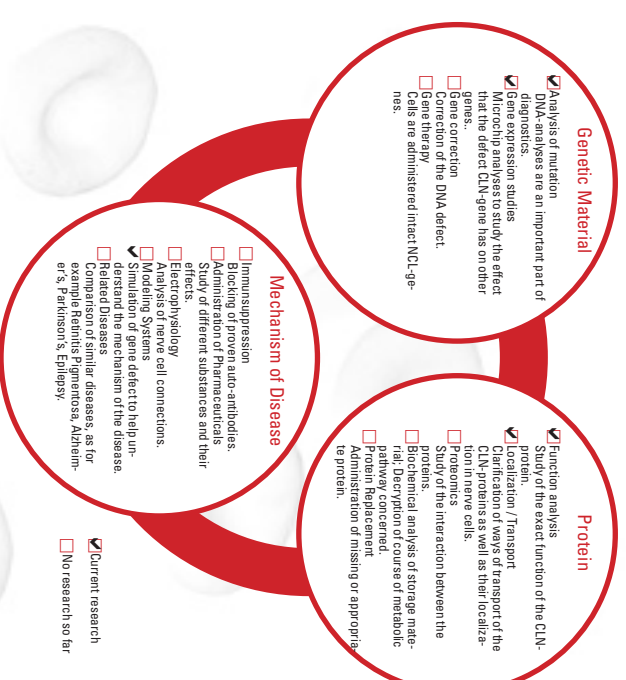 Genetic Material
Analysis of mutation
DNA-analyses are an important part of
diagnostics.
Gene expression studies
Microchip analyses to study the effect
that the defect CLN-gene has on other
genes..
Gene correction
Correction of the DNA defect.
Gene therapy
Cells are administered intact NCL-ge-
nes.
Protein
Function analysis
Study of the exact function of the CLN-
protein.
Localization / Transport
Clarification of ways of transport of the
CLN-proteins as well as their localiza-
tion in nerve cells.
Proteomics
Study of the interaction between the
proteins.
Biochemical analysis of storage mate-
rial; Decryption of course of metabolic
pathway concerned.
Protein Replacement
Administration of missing or appropria-
te protein.
Mechanism of Disease
Immunsuppression
Blocking of proven auto-antibodies.
Administration of Pharmaceuticals
Study of different substances and their
effects.
Electrophysiology
Analysis of nerve cell connections.
Modeling Systems
Simulation of gene defect to help un-
derstand the mechanism of the disease.
Related Diseases
Comparison of similar diseases, as for
example Retinitis Pigmentosa, Alzheim-
er's, Parkinson's, Epilepsy.
Current research
No research so far